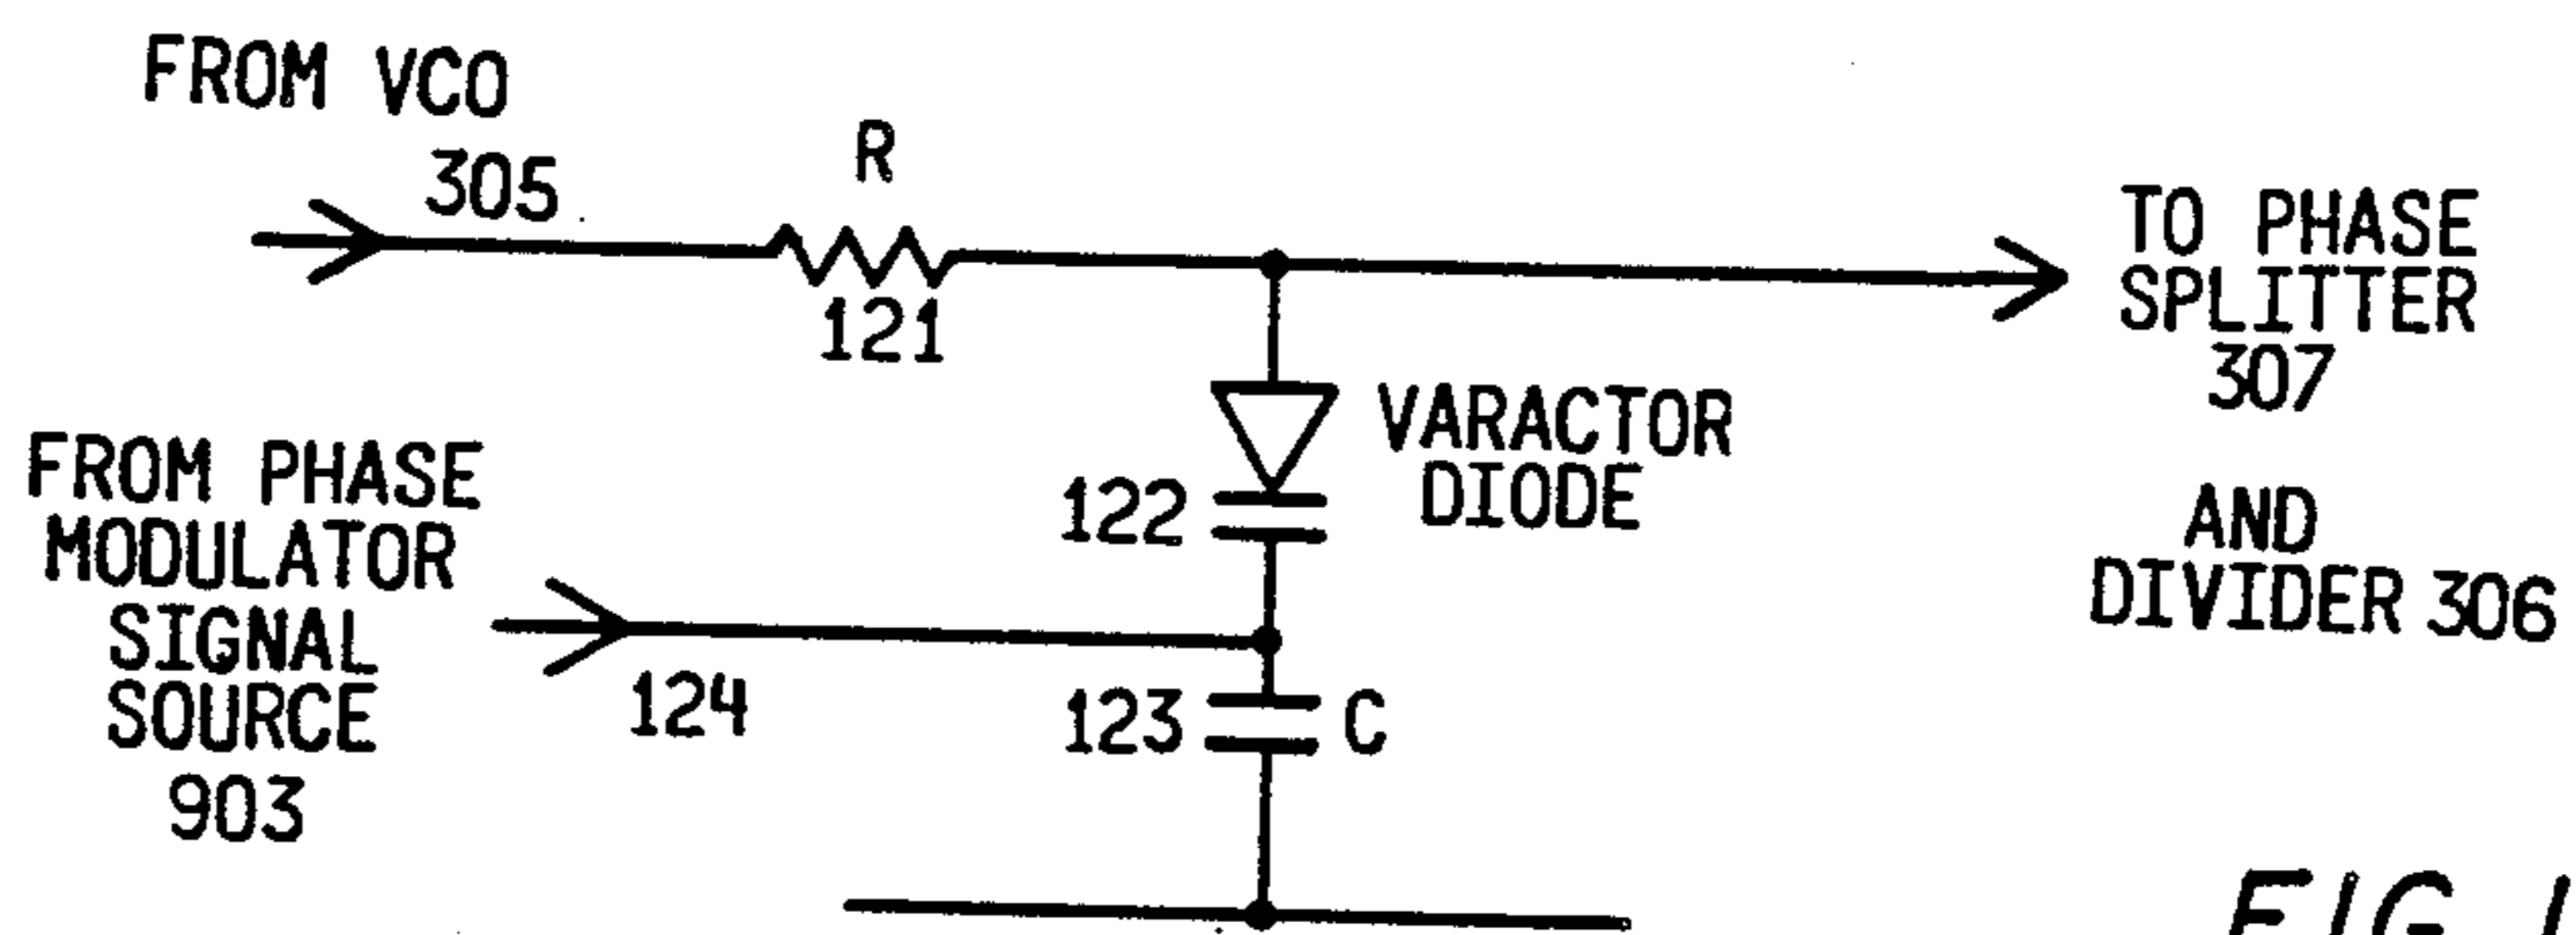 FROM VCO
305
R
121
TO PHASE
SPLITTER
307
AND
DIVIDER 306
FROM PHASE
MODULATOR
SIGNAL
SOURCE
903
124
122
VARACTOR
DIODE
123
C